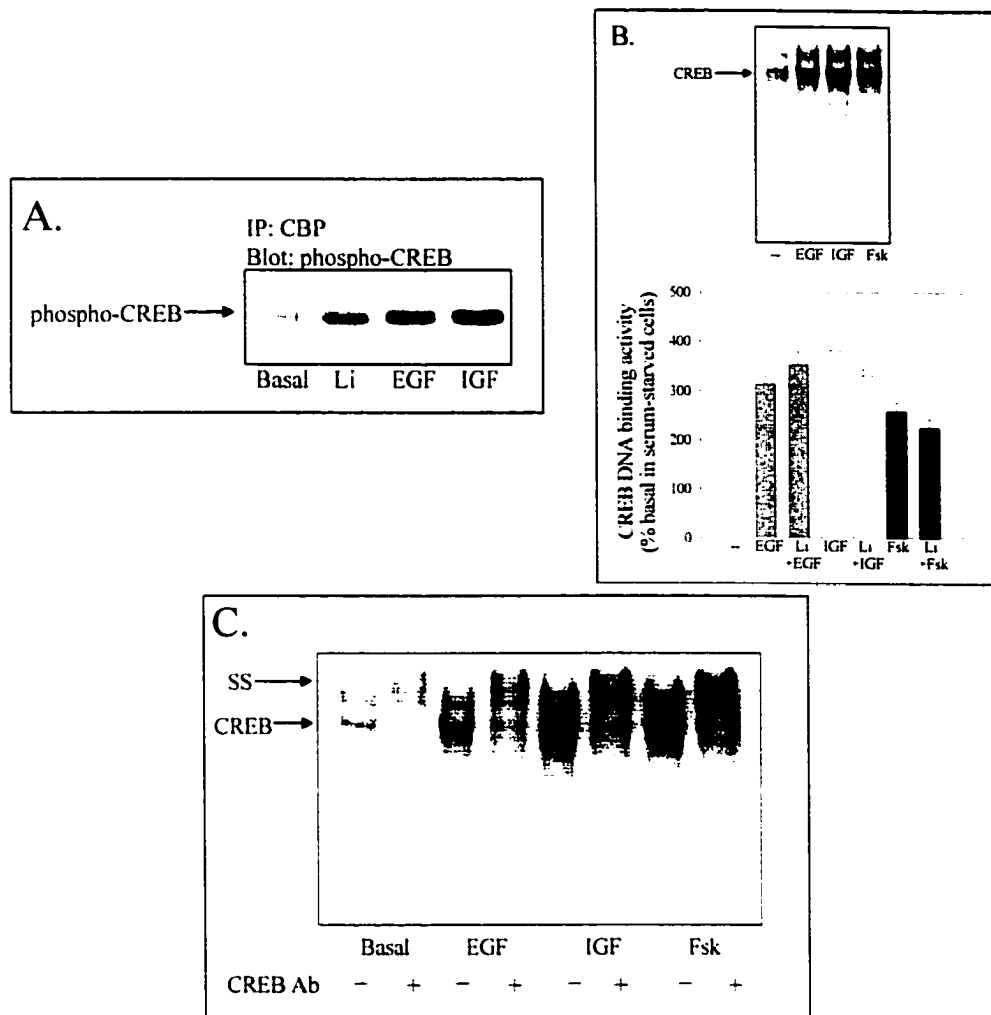 A.
IP: CBP
Blot: phospho-CREB
phospho-CREB
Basal Li EGF IGF
B.
CREB
– EGF IGF Fsk
CREB DNA binding activity
(% basal in serum-starved cells)
500
400
300
200
100
0
– EGF Li +EGF IGF Li +IGF Fsk Li +Fsk
C.
SS
CREB
Basal EGF IGF Fsk
CREB Ab – + – + – + – +